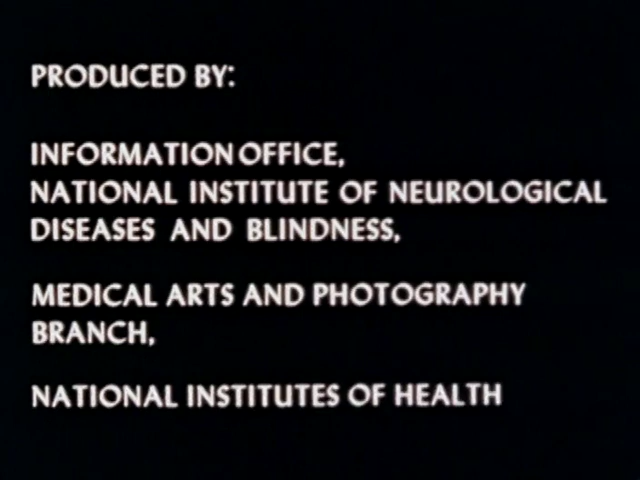 PRODUCED BY:
INFORMATION OFFICE,
NATIONAL INSTITUTE OF NEUROLOGICAL
DISEASES AND BLINDNESS,
MEDICAL ARTS AND PHOTOGRAPHY
BRANCH,
NATIONAL INSTITUTES OF HEALTH